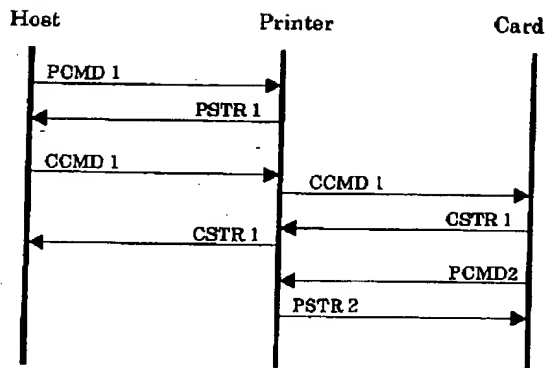 Host Printer Card
PCMD 1
PSTR 1
CCMD 1
CCMD 1
CSTR 1
CSTR 1
PCMD2
PSTR 2